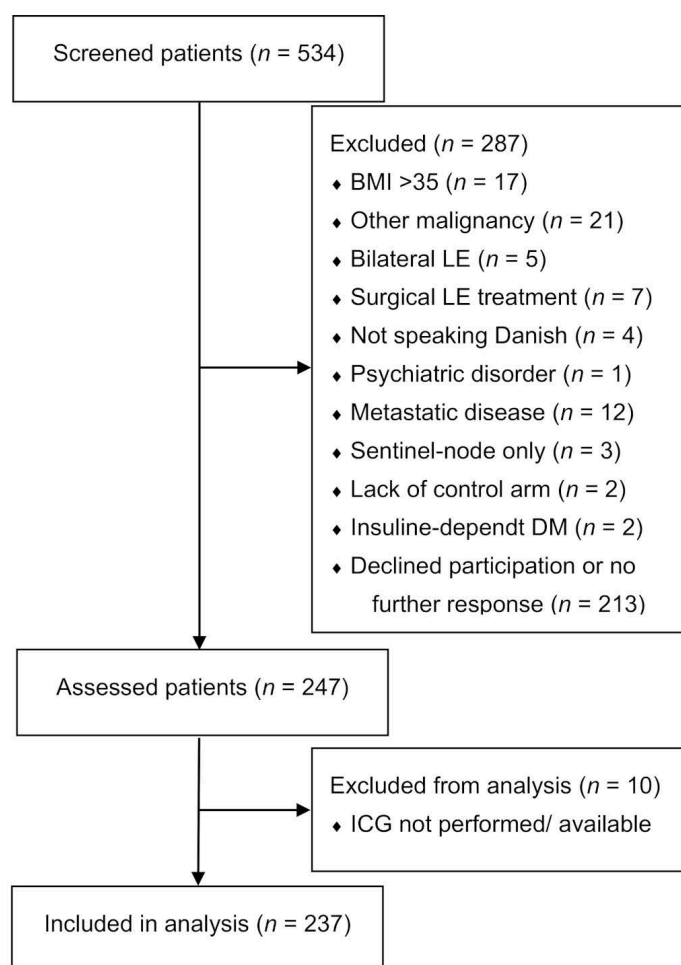 Screened patients (n = 534)
Excluded (n = 287)
♦ BMI >35 (n = 17)
♦ Other malignancy (n = 21)
♦ Bilateral LE (n = 5)
♦ Surgical LE treatment (n = 7)
♦ Not speaking Danish (n = 4)
♦ Psychiatric disorder (n = 1)
♦ Metastatic disease (n = 12)
♦ Sentinel-node only (n = 3)
♦ Lack of control arm (n = 2)
♦ Insuline-dependt DM (n = 2)
♦ Declined participation or no
further response (n = 213)
Assessed patients (n = 247)
Excluded from analysis (n = 10)
♦ ICG not performed/ available
Included in analysis (n = 237)